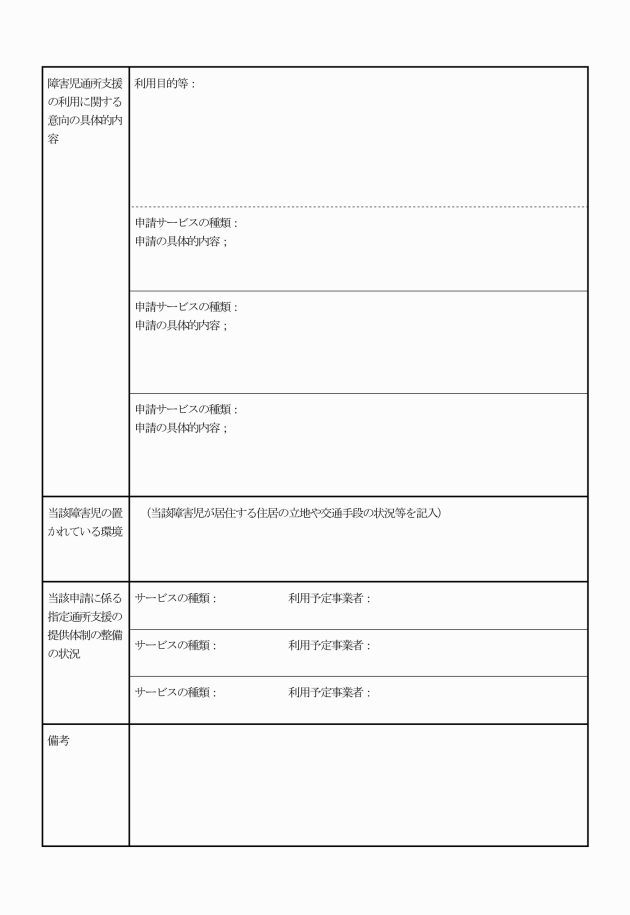 障害児通所支援
の利用に関する
意向の具体的内
容
利用目的等：
申請サービスの種類：
申請の具体的内容；
申請サービスの種類：
申請の具体的内容；
申請サービスの種類：
申請の具体的内容；
当該障害児の置
かれている環境
（当該障害児が居住する住居の立地や交通手段の状況等を記入）
当該申請に係る
指定通所支援の
提供体制の整備
の状況
サービスの種類： 利用予定事業者：
サービスの種類： 利用予定事業者：
サービスの種類： 利用予定事業者：
備考